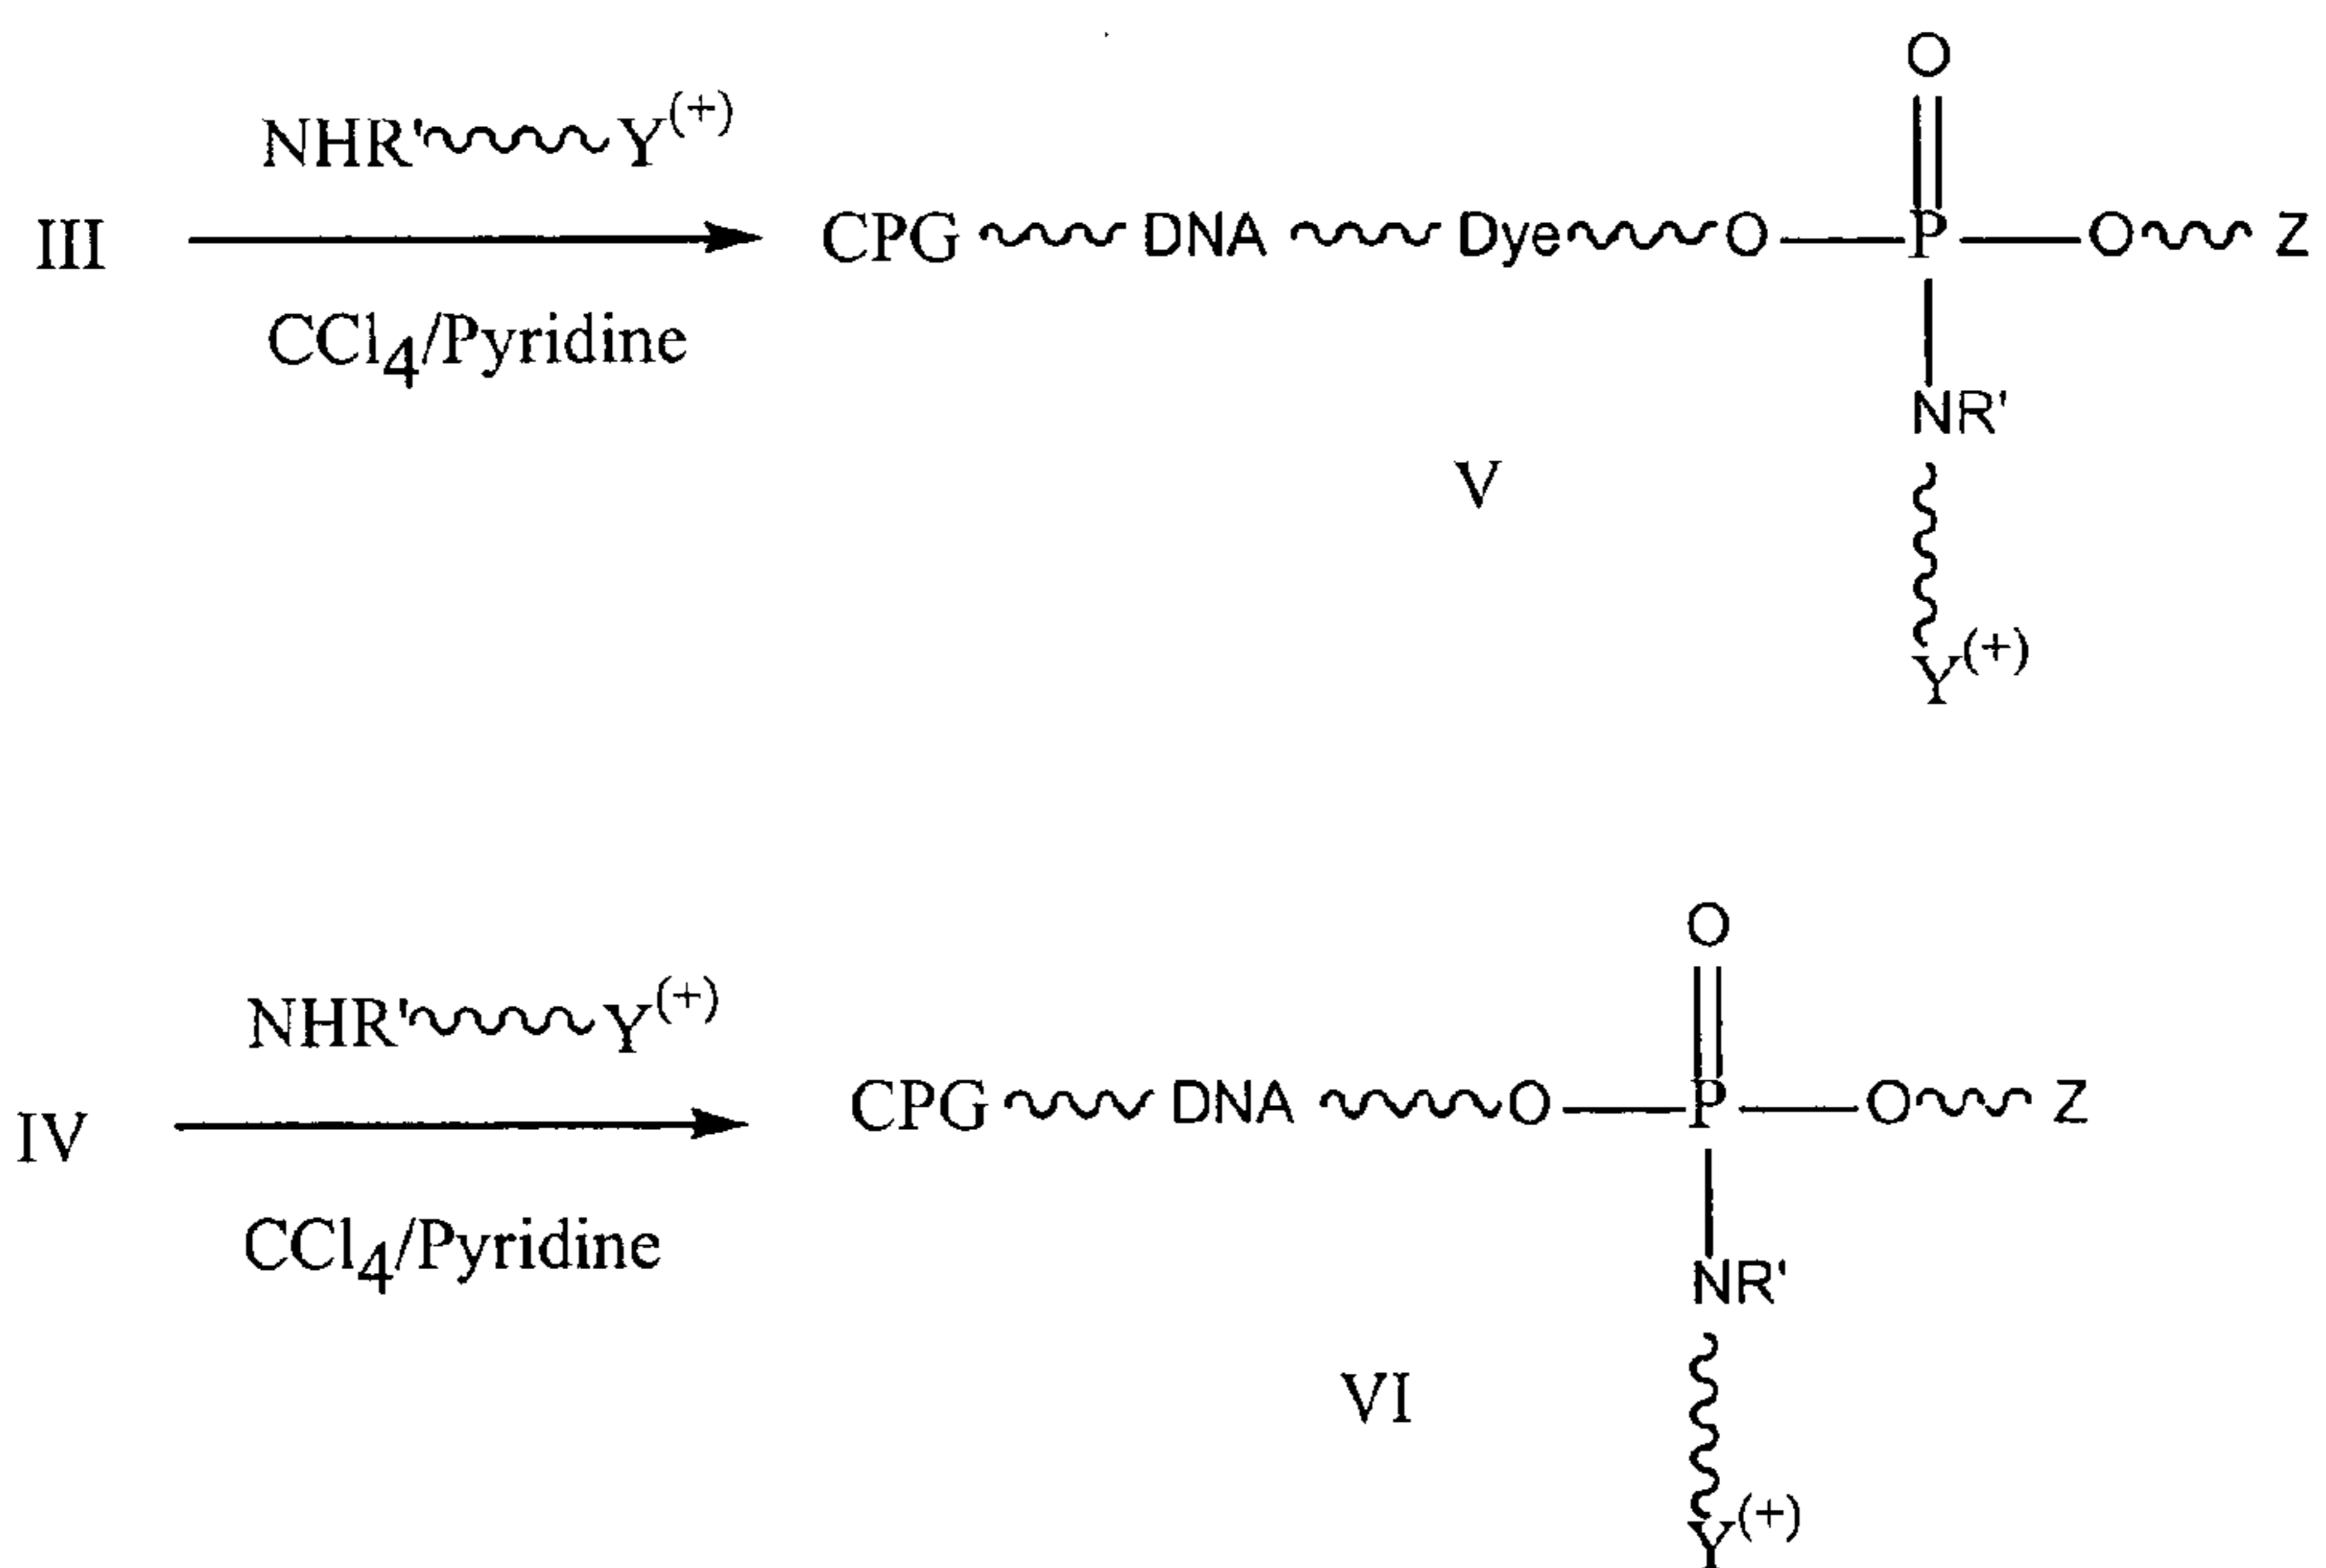 O
NHR'Y(+)
III CPG DNA Dye O P O Z
CCl4/Pyridine
NR'
V
Y(+)
O
NHR'Y(+)
IV CPG DNA O P O Z
CCl4/Pyridine
NR'
VI
Y(+)